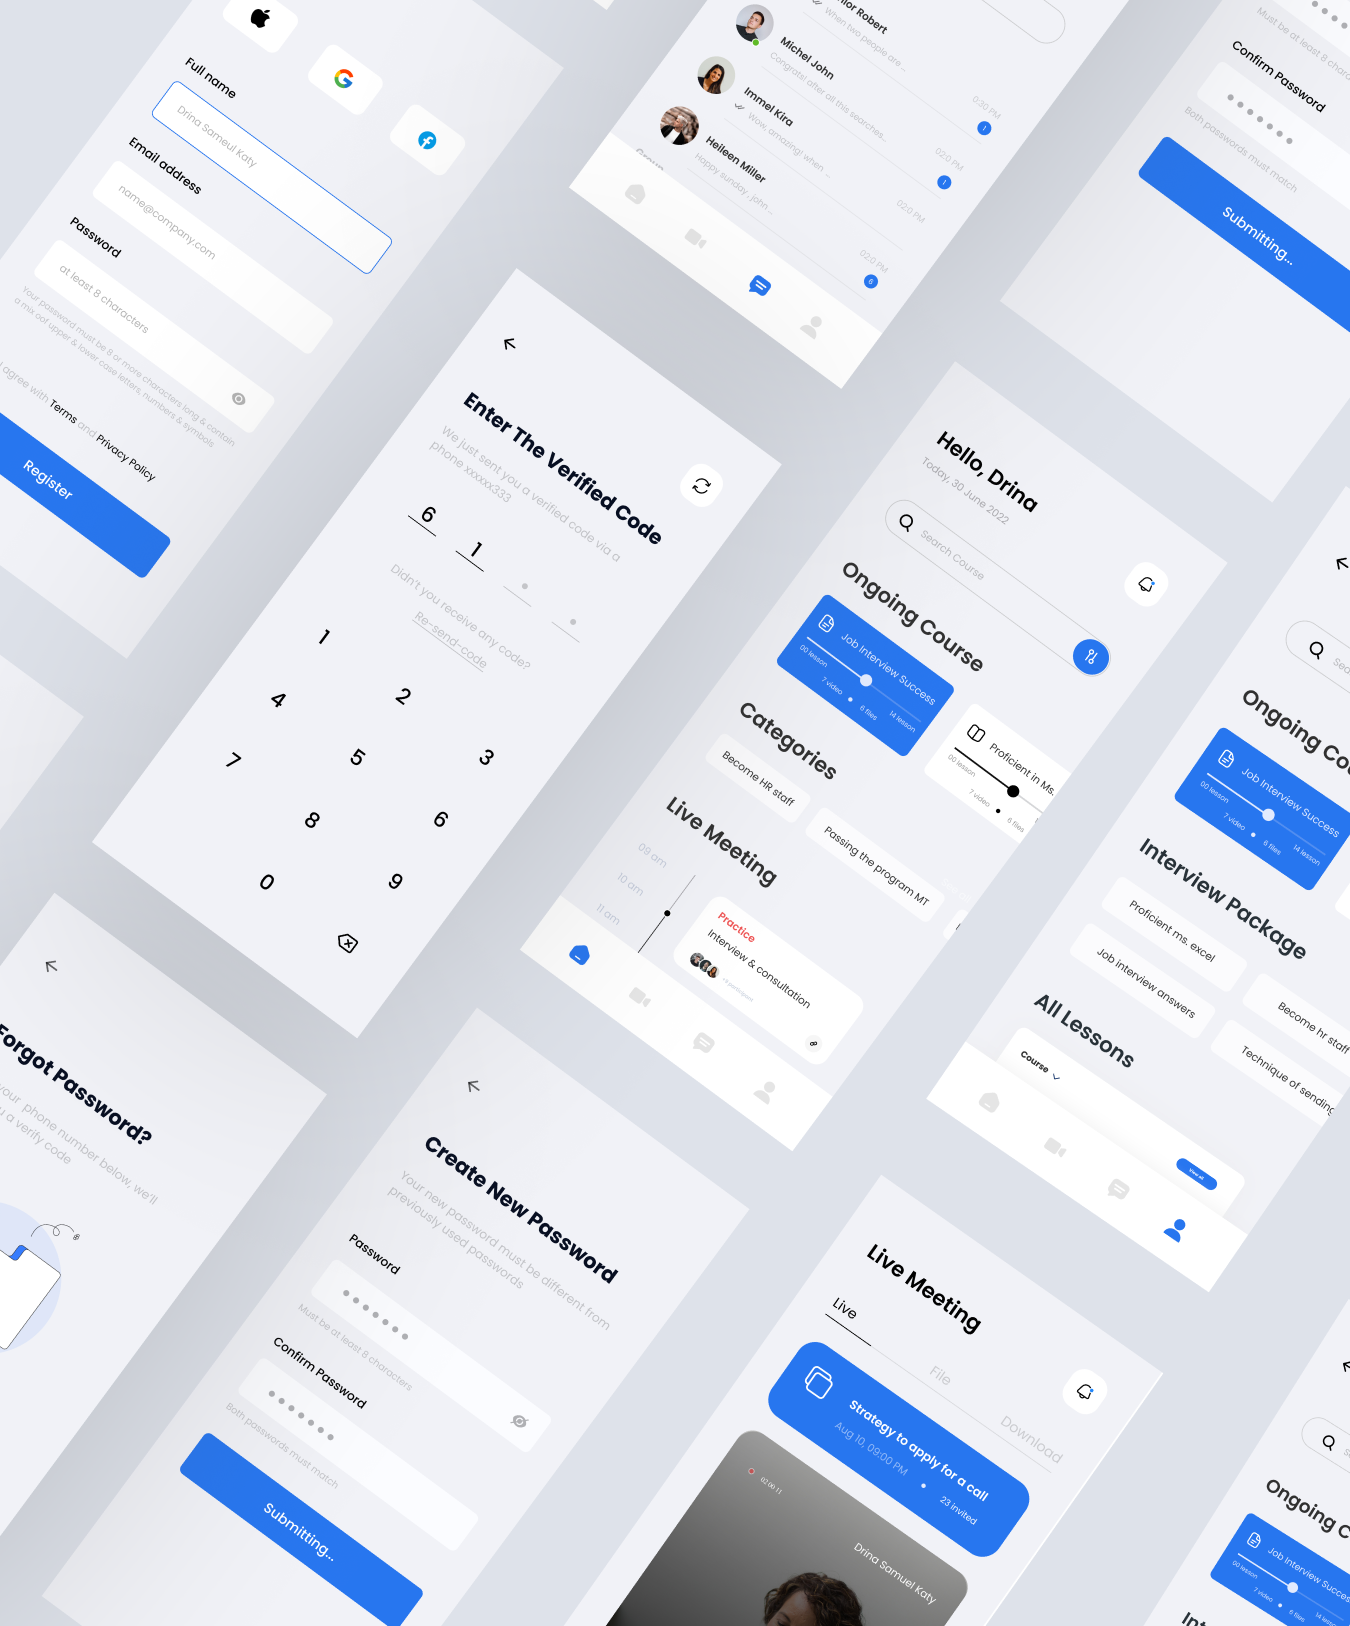 Full name
Drina Sameul Katy
Email address
name@company.com
Password
at least 8 characters
Your password must be 8 or more characters long & contain
a mix oof upper & lower case letters, numbers & symbols
agree with Terms and Privacy Policy
Register
Robert
When two people are ...
0:30 PM
Michel John
Congrats! after all this searches...
02:0 PM
1
Immel Kira
Wow, amazing! when ...
02:0 PM
1
Heileen Miller
Happy sunday, john ..
02:0 PM
6
Group
Must be at least 8
Confirm Password
Both passwords must match
Submitting...
Enter The Verified Code
We just sent you a verified code via a
phone xxxxxx333
6 1
Didn't you receive any code?
Re-send-code
1 2 3
4 5 6
7 8 9
0
Hello, Drina
Today, 30 June 2022
Search Course
Ongoing Course
Job Interview Success
00 lesson
14 lesson
7 video
6 files
Proficient in Ms.
00 lesson
7 video
6 files
Categories
Become HR staff
Passing the program MT
Live Meeting
09 am
10 am
11 am
Practice
Interview & consultation
Ongoing
Job Interview Success
00 lesson
14 lesson
7 video
6 files
Interview Package
Proficient ms. excel
Become hr staff
Job interview answers
Technique of sending
All Lessons
Course
View all
Forgot Password?
your phone number below, we'll
a verify code
Create New Password
Your new password must be different from
previously used passwords
Password
Must be at least 8 characters
Confirm Password
Both passwords must match
Submitting...
Live Meeting
Live
File
Download
Strategy to apply for a call
Aug 10, 09:00 PM
23 invited
02:00:11
Drina Samuel Katy
Ongoing
Job Interview Success
00 lesson
14 lesson
7 video
6 files